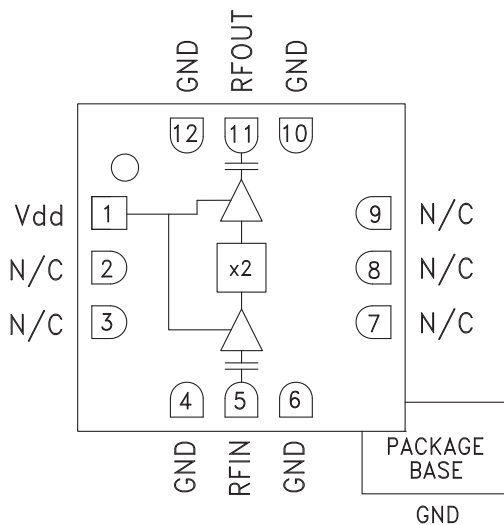 GND
RFOUT
GND
12
11
10
Vdd
1
9
N/C
N/C
2
x2
8
N/C
N/C
3
7
N/C
4
5
6
GND
RFIN
GND
PACKAGE
BASE
GND